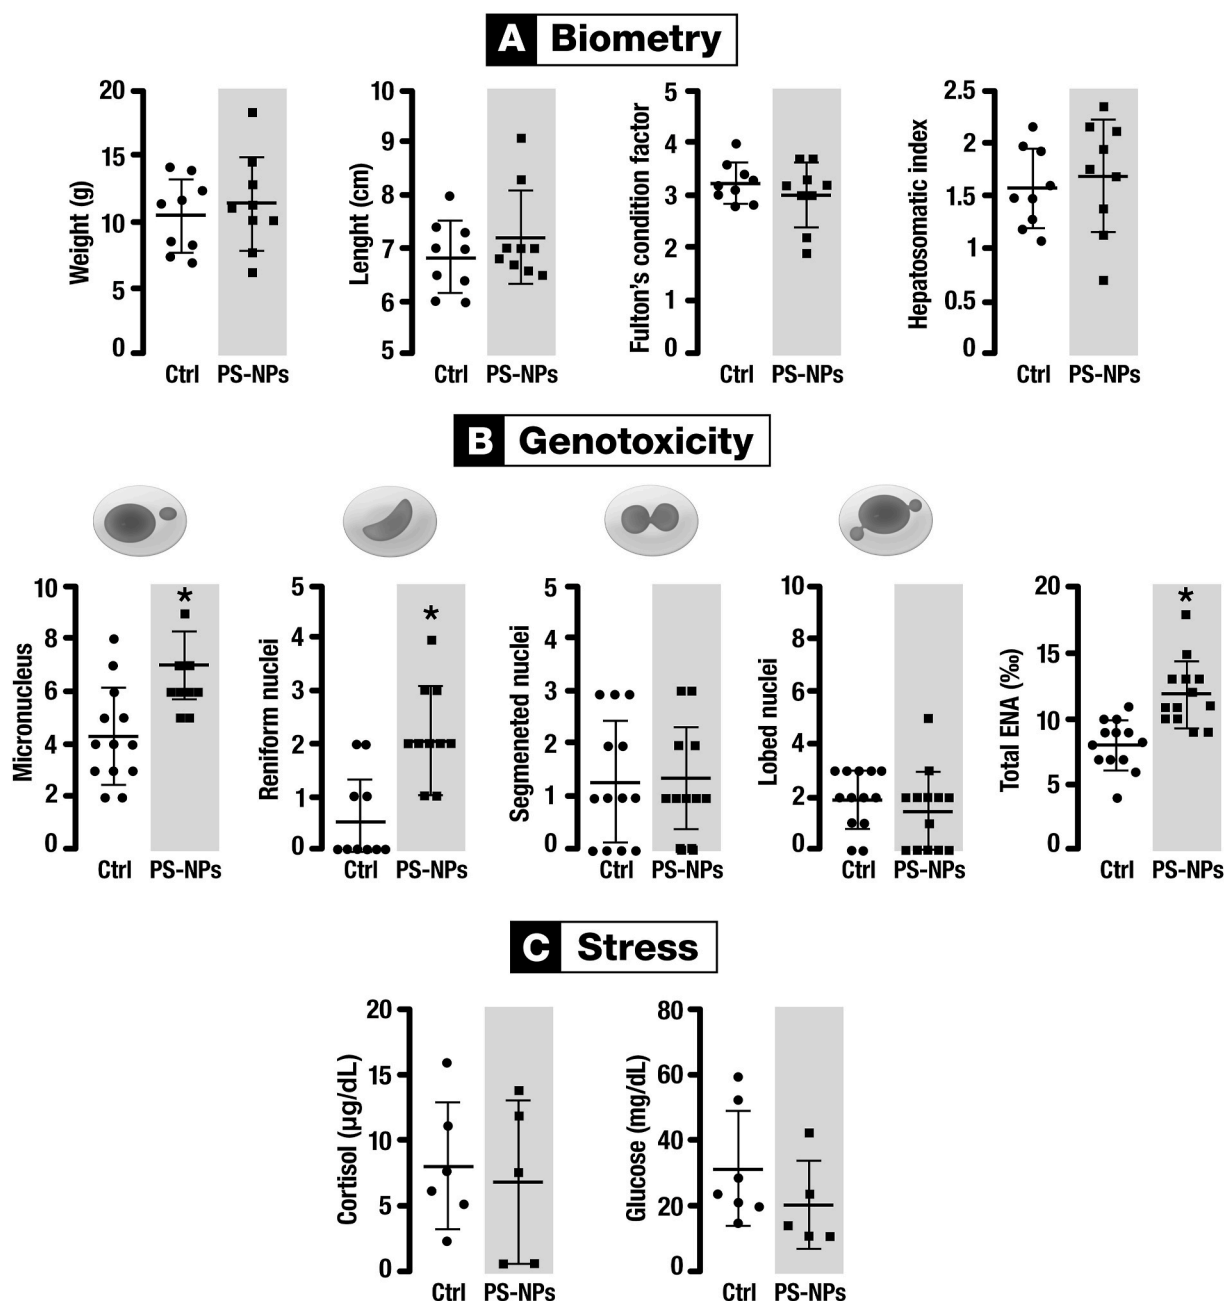 A Biometry
Weight (g)
20
15
10
5
0
Ctrl PS-NPs
Lenght (cm)
10
9
8
7
6
5
Ctrl PS-NPs
Fulton's condition factor
5
4
3
2
1
0
Ctrl PS-NPs
Hepatosomatic index
2.5
2
1.5
1
0.5
0
Ctrl PS-NPs
B Genotoxicity
Micronucleus
10
8
6
4
2
0
*
Ctrl PS-NPs
Reniform nuclei
5
4
3
2
1
0
*
Ctrl PS-NPs
Segmeneted nuclei
5
4
3
2
1
0
Ctrl PS-NPs
Lobed nuclei
10
8
6
4
2
0
Ctrl PS-NPs
Total ENA (‰)
20
15
10
5
0
*
Ctrl PS-NPs
C Stress
Cortisol (µg/dL)
20
15
10
5
0
Ctrl PS-NPs
Glucose (mg/dL)
80
60
40
20
0
Ctrl PS-NPs